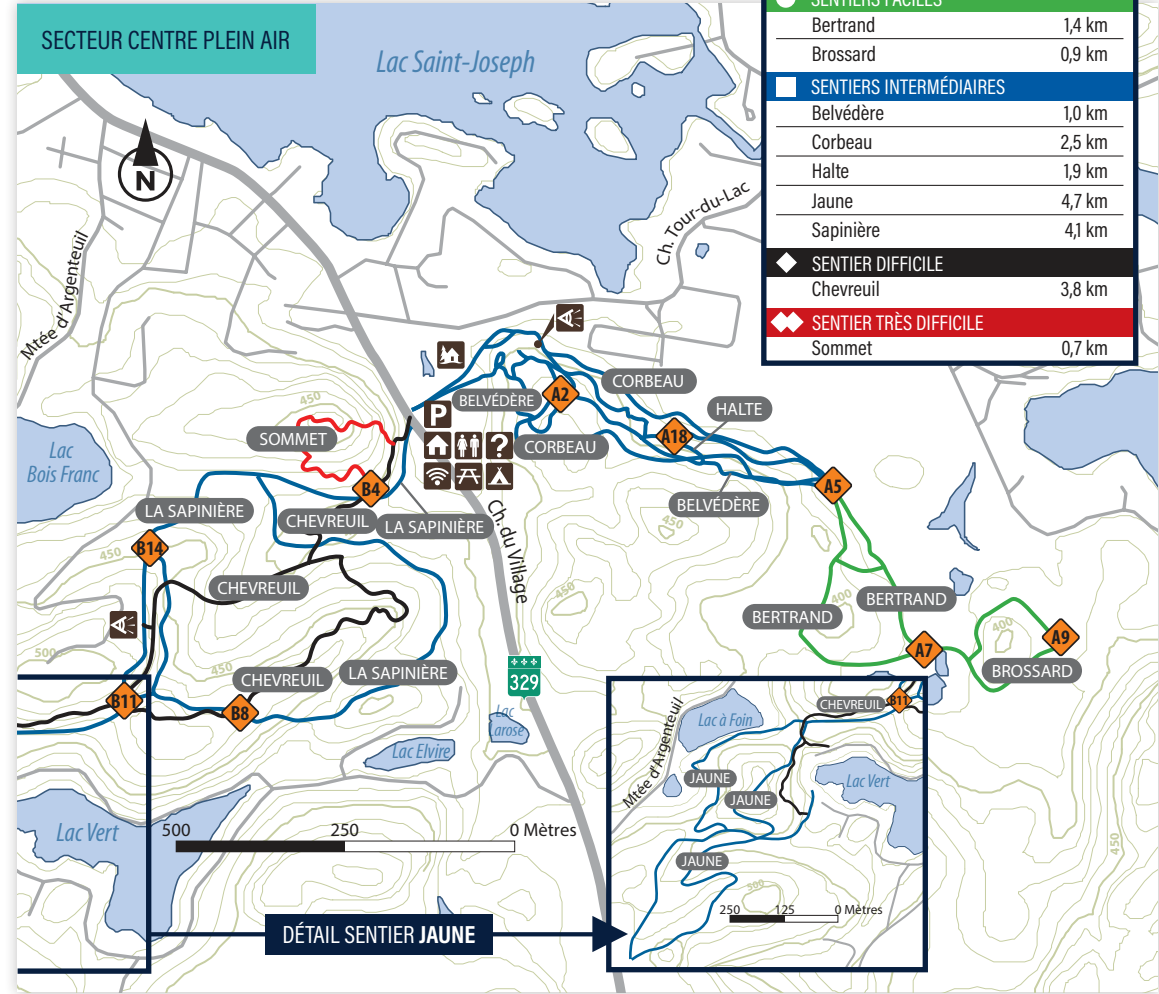 SECTEUR CENTRE PLEIN AIR
SENTIERS FACILES
Bertrand 1,4 km
Brossard 0,9 km
SENTIERS INTERMÉDIAIRES
Belvédère 1,0 km
Corbeau 2,5 km
Halte 1,9 km
Jaune 4,7 km
Sapinière 4,1 km
SENTIER DIFFICILE
Chevreuil 3,8 km
SENTIER TRÈS DIFFICILE
Sommet 0,7 km
Lac Saint-Joseph
N
Ch. Tour-du-Lac
Mtée d'Argenteuil
450
SOMMET
Lac
Bois Franc
BELVÉDÈRE
A2
CORBEAU
HALTE
P
?
CORBEAU
A18
A5
B4
BELVÉDÈRE
LA SAPINIÈRE
CHEVREUIL
LA SAPINIÈRE
Ch. du Village
450
B14
450
CHEVREUIL
450
400
BERTRAND
BERTRAND
400
A9
A7
BROSSARD
500
450
CHEVREUIL
LA SAPINIÈRE
329
B11
B8
Lac
Larose
Lac Elvire
Lac Vert
500 250 0 Mètres
DÉTAIL SENTIER JAUNE
CHEVREUIL
B11
Lac à Foin
Mtée d'Argenteuil
JAUNE
JAUNE
Lac Vert
JAUNE
500
250 125 0 Mètres
450